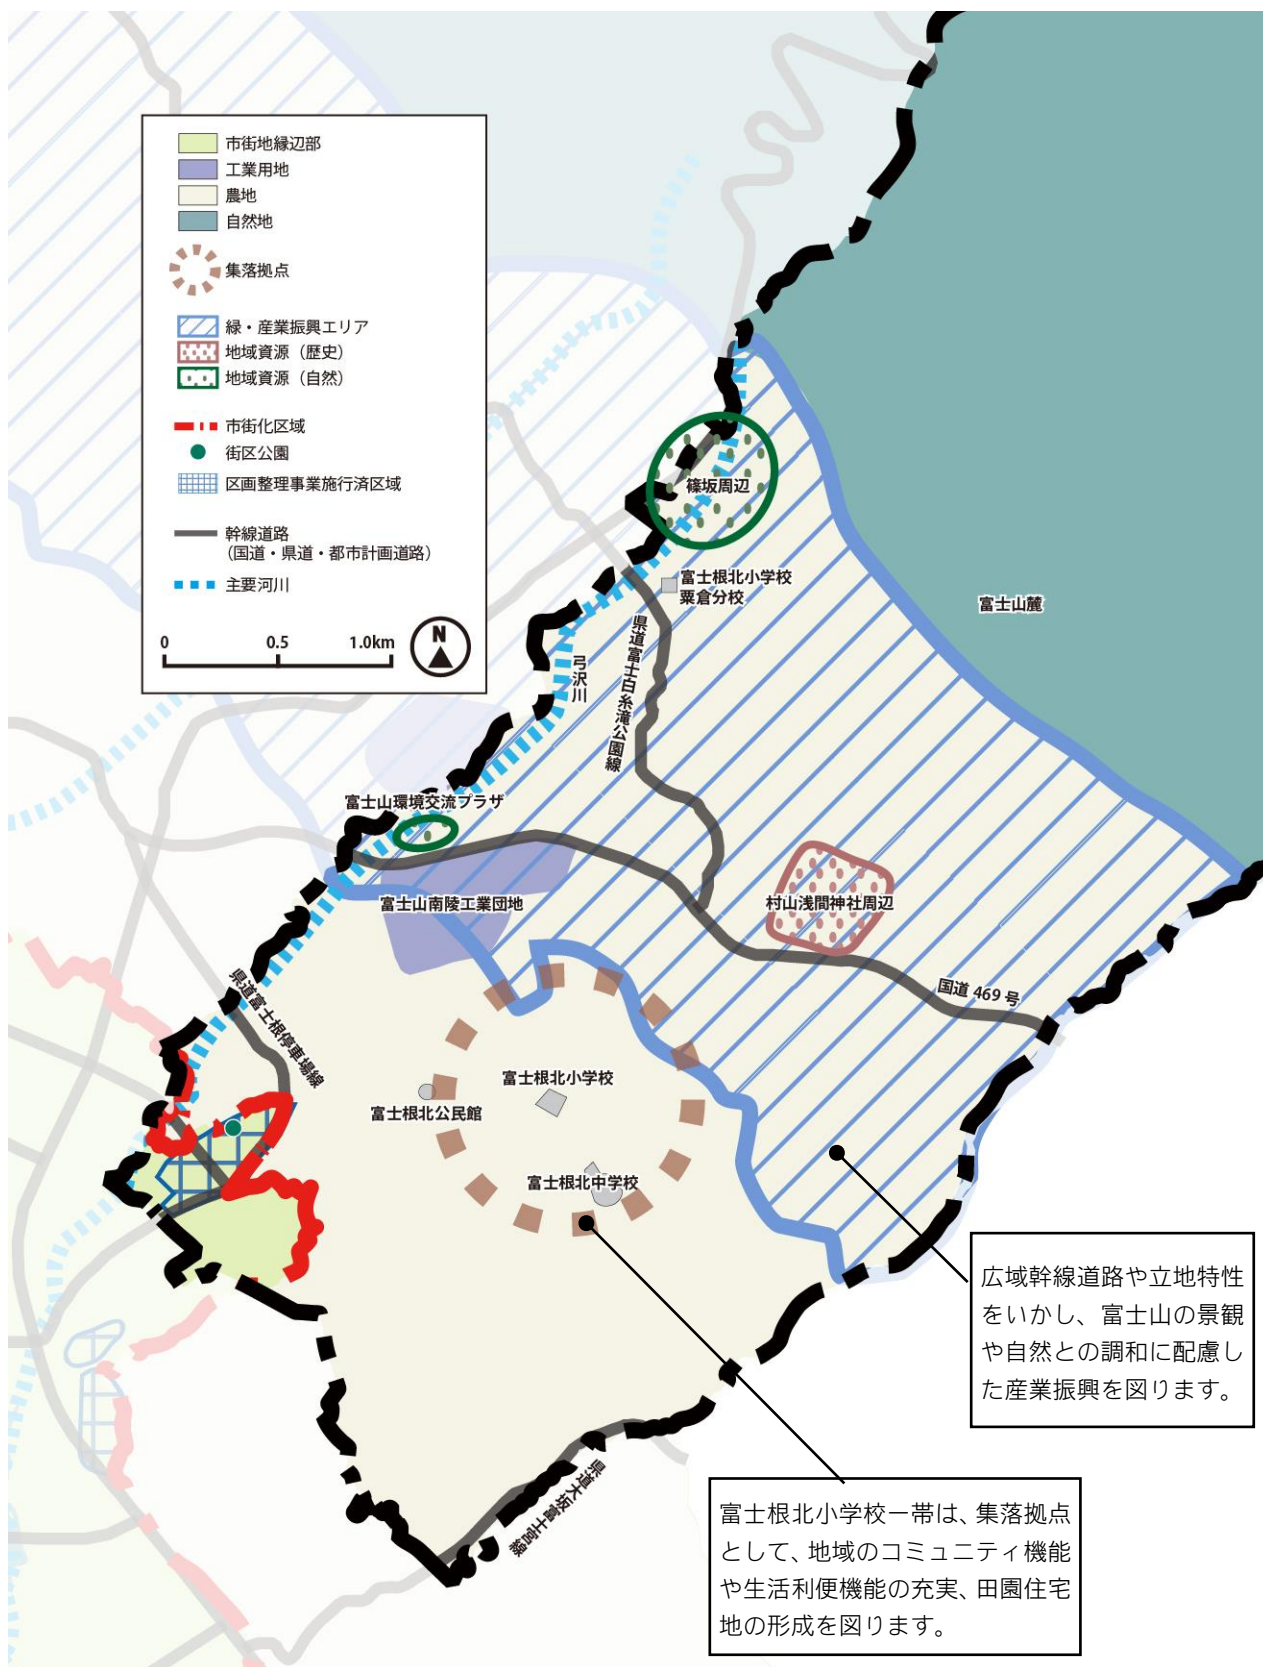 市街地縁辺部
工業用地
農地
自然地
集落拠点
緑・産業振興エリア
地域資源（歴史）
地域資源（自然）
市街化区域
街区公園
区画整理事業施行済区域
幹線道路
（国道・県道・都市計画道路）
主要河川
0 0.5 1.0km
N
篠坂周辺
富士根北小学校
粟倉分校
富士山麓
県道富士白糸滝公園線
弓沢川
富士山環境交流プラザ
富士山南陵工業団地
村山浅間神社周辺
国道 469 号
県道富士根停車場線
富士根北小学校
富士根北公民館
富士根北中学校
県道大坂富士宮線
広域幹線道路や立地特性
をいかし、富士山の景観
や自然との調和に配慮し
た産業振興を図ります。
富士根北小学校一帯は、集落拠点
として、地域のコミュニティ機能
や生活利便機能の充実、田園住宅
地の形成を図ります。